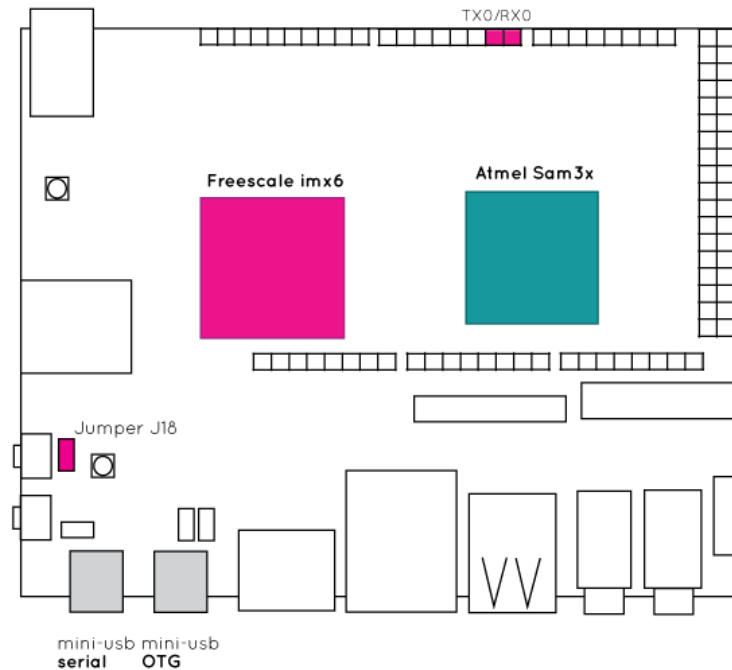 TX0/RX0
Freescale imx6
Atmel Sam3x
Jumper J18
mini-usb mini-usb
serial OTG